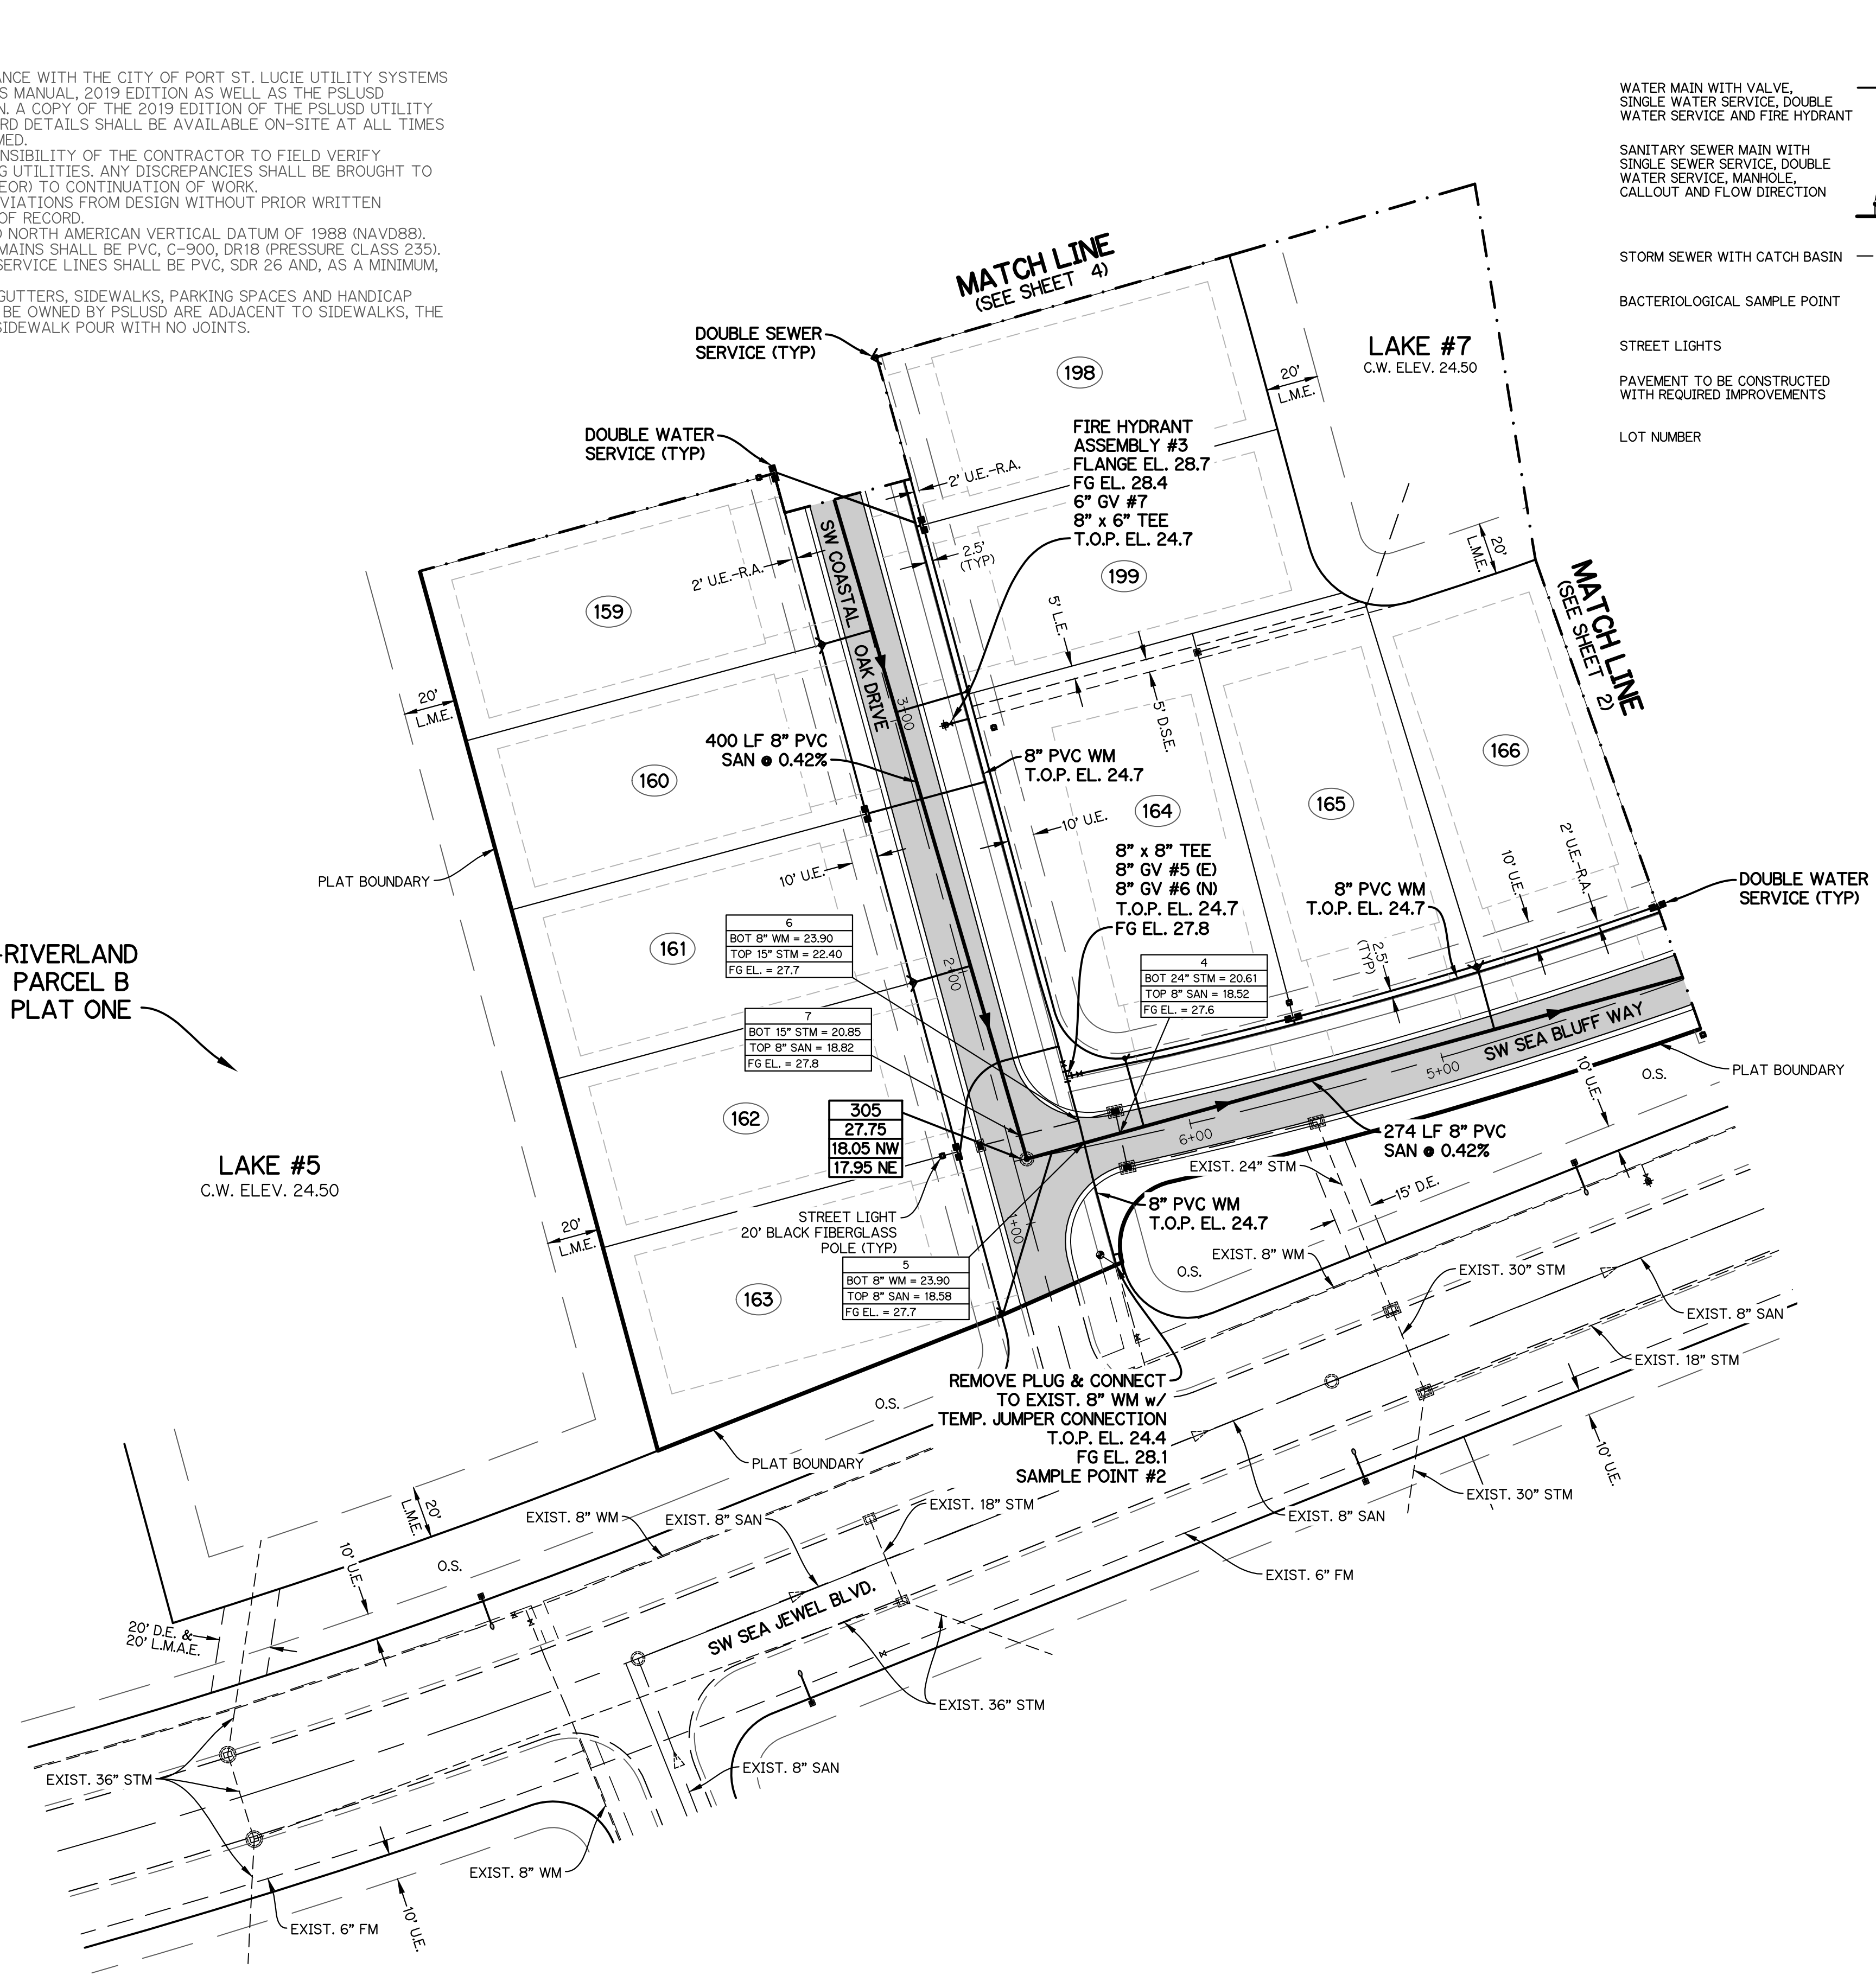 ANCE WITH THE CITY OF PORT ST. LUCIE UTILITY SYSTEMS
S MANUAL, 2019 EDITION AS WELL AS THE PSLUSD
N. A COPY OF THE 2019 EDITION OF THE PSLUSD UTILITY
RD DETAILS SHALL BE AVAILABLE ON-SITE AT ALL TIMES
MED.
NSIBILITY OF THE CONTRACTOR TO FIELD VERIFY
G UTILITIES. ANY DISCREPANCIES SHALL BE BROUGHT TO
(EOR) TO CONTINUATION OF WORK.
VIATIONS FROM DESIGN WITHOUT PRIOR WRITTEN
OF RECORD.
O NORTH AMERICAN VERTICAL DATUM OF 1988 (NAVD88).
MAINS SHALL BE PVC, C-900, DR18 (PRESSURE CLASS 235).
SERVICE LINES SHALL BE PVC, SDR 26 AND, AS A MINIMUM,
GUTTERS, SIDEWALKS, PARKING SPACES AND HANDICAP
BE OWNED BY PSLUSD ARE ADJACENT TO SIDEWALKS, THE
SIDEWALK POUR WITH NO JOINTS.
WATER MAIN WITH VALVE,
SINGLE WATER SERVICE, DOUBLE
WATER SERVICE AND FIRE HYDRANT
SANITARY SEWER MAIN WITH
SINGLE SEWER SERVICE, DOUBLE
WATER SERVICE, MANHOLE,
CALLOUT AND FLOW DIRECTION
STORM SEWER WITH CATCH BASIN
BACTERIOLOGICAL SAMPLE POINT
STREET LIGHTS
PAVEMENT TO BE CONSTRUCTED
WITH REQUIRED IMPROVEMENTS
LOT NUMBER
MATCH LINE
(SEE SHEET 4)
DOUBLE SEWER
SERVICE (TYP)
198
LAKE #7
C.W. ELEV. 24.50
20'
L.M.E.
DOUBLE WATER
SERVICE (TYP)
FIRE HYDRANT
ASSEMBLY #3
FLANGE EL. 28.7
FG EL. 28.4
6" GV #7
8" x 6" TEE
T.O.P. EL. 24.7
2' U.E.-R.A.
2' U.E.-R.A.
2.5'
(TYP)
20'
L.M.E.
SW COASTAL OAK DRIVE
199
159
5' L.E.
MATCH LINE
(SEE SHEET 2)
20'
L.M.E.
3+00
5' D.S.E.
400 LF 8" PVC
SAN @ 0.42%
160
8" PVC WM
T.O.P. EL. 24.7
164
165
166
10' U.E.
PLAT BOUNDARY
10' U.E.
8" x 8" TEE
8" GV #5 (E)
8" GV #6 (N)
T.O.P. EL. 24.7
FG EL. 27.8
8" PVC WM
T.O.P. EL. 24.7
10' U.E.
2' U.E.-R.A.
DOUBLE WATER
SERVICE (TYP)
2.5'
(TYP)
-RIVERLAND
PARCEL B
PLAT ONE
161
6
BOT 8" WM = 23.90
TOP 15" STM = 22.40
FG EL. = 27.7
2+00
4
BOT 24" STM = 20.61
TOP 8" SAN = 18.52
FG EL. = 27.6
7
BOT 15" STM = 20.85
TOP 8" SAN = 18.82
FG EL. = 27.8
SW SEA BLUFF WAY
5+00
6+00
PLAT BOUNDARY
O.S.
10' U.E.
162
305
27.75
18.05 NW
17.95 NE
274 LF 8" PVC
SAN @ 0.42%
LAKE #5
C.W. ELEV. 24.50
EXIST. 24" STM
15' D.E.
8" PVC WM
T.O.P. EL. 24.7
STREET LIGHT
20' BLACK FIBERGLASS
POLE (TYP)
1+00
20'
L.M.E.
EXIST. 8" WM
O.S.
EXIST. 30" STM
163
5
BOT 8" WM = 23.90
TOP 8" SAN = 18.58
FG EL. = 27.7
EXIST. 8" SAN
EXIST. 18" STM
REMOVE PLUG & CONNECT
TO EXIST. 8" WM w/
TEMP. JUMPER CONNECTION
T.O.P. EL. 24.4
FG EL. 28.1
SAMPLE POINT #2
O.S.
PLAT BOUNDARY
10' U.E.
EXIST. 30" STM
EXIST. 18" STM
EXIST. 8" SAN
20'
L.M.E.
EXIST. 8" WM
EXIST. 8" SAN
10' U.E.
O.S.
EXIST. 6" FM
SW SEA JEWEL BLVD.
20' D.E. &
20' L.M.A.E.
EXIST. 36" STM
EXIST. 8" SAN
EXIST. 36" STM
EXIST. 8" WM
EXIST. 6" FM
10' U.E.